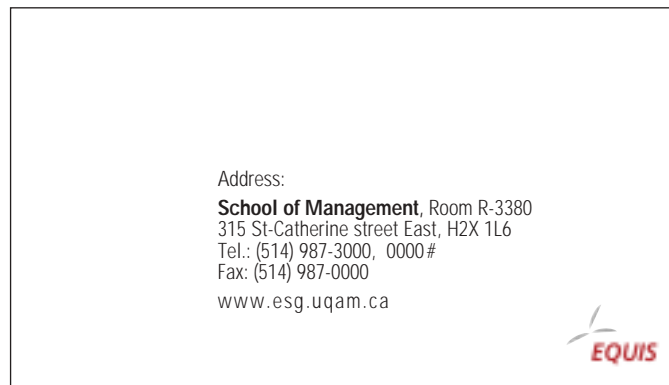 Address:
School of Management, Room R-3380
315 St-Catherine street East, H2X 1L6
Tel.: (514) 987-3000, 0000#
Fax: (514) 987-0000
www.esg.uqam.ca
EQUIS